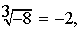 ∛−8 = −2,